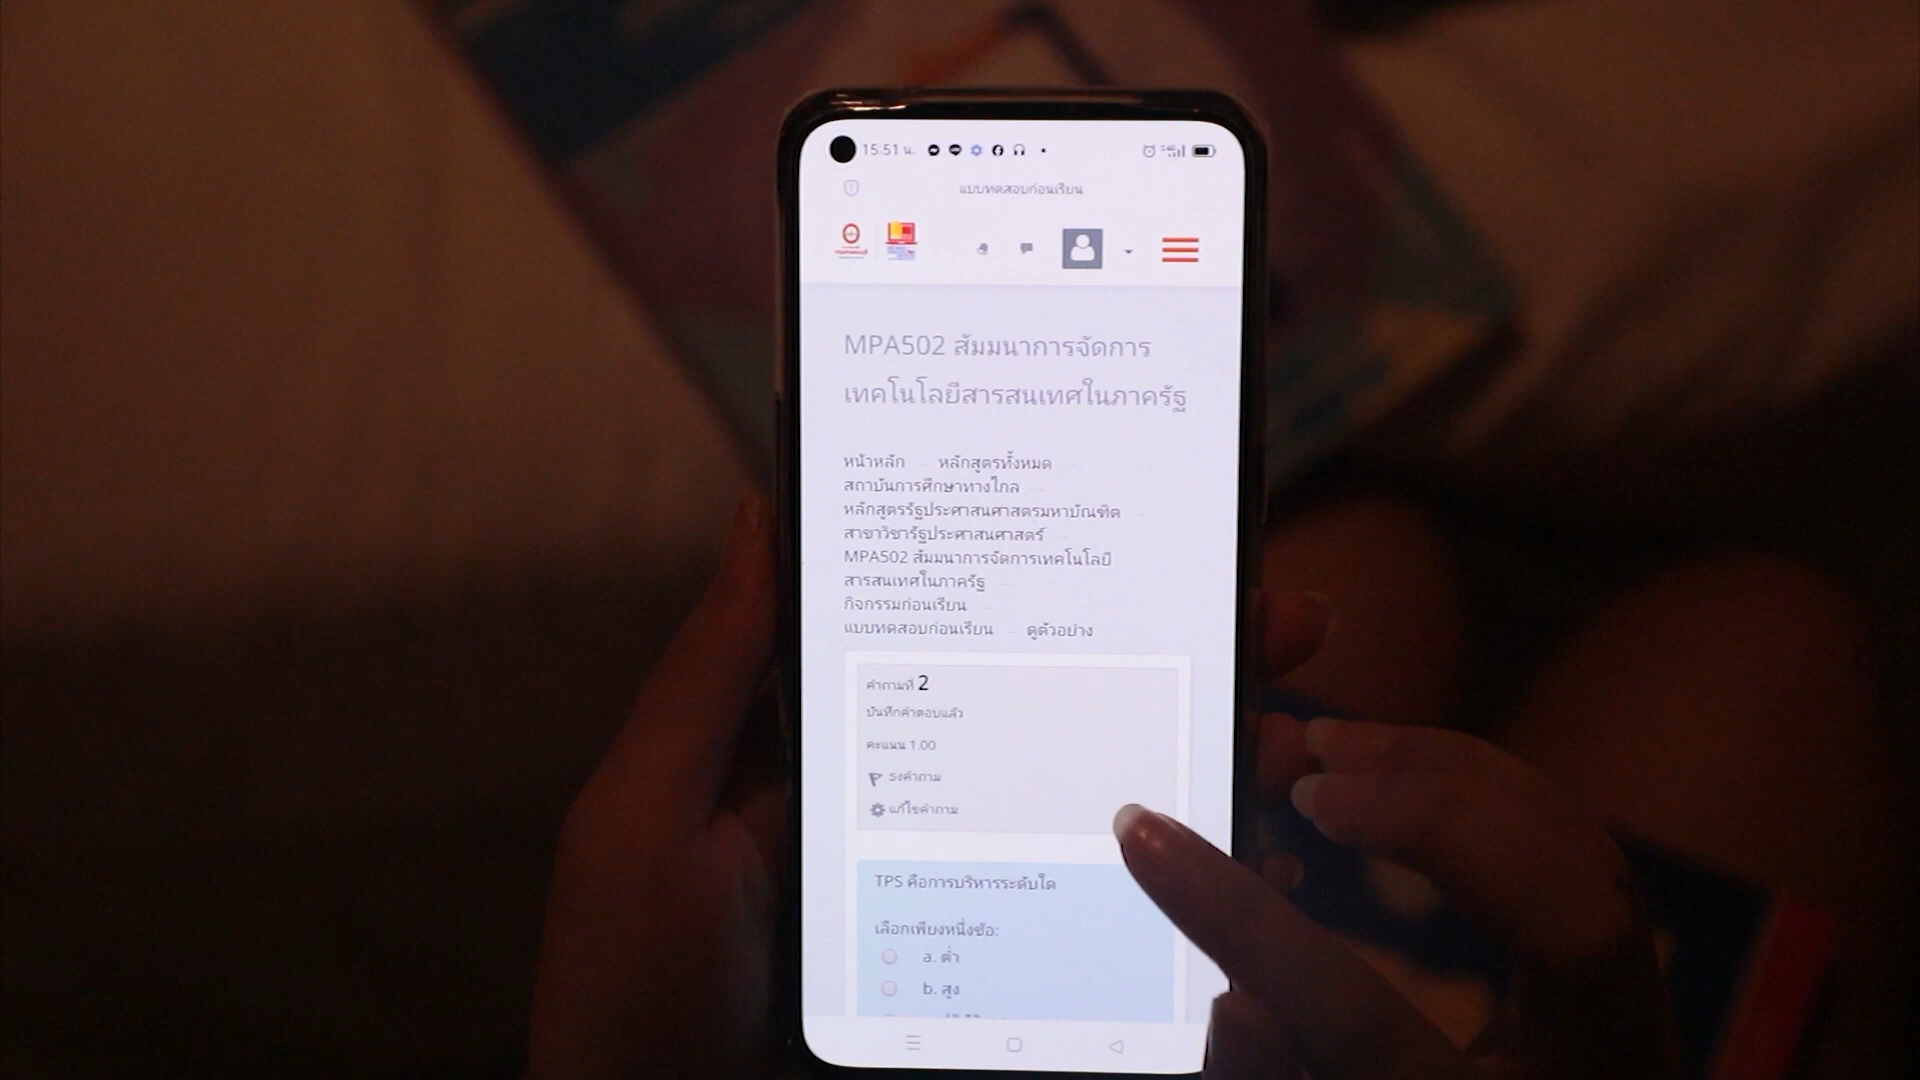 15:51 น.
แบบทดสอบก่อนเรียน
MPA502 สัมมนาการจัดการ
เทคโนโลยีสารสนเทศในภาครัฐ
หน้าหลัก หลักสูตรทั้งหมด
สถาบันการศึกษาทางไกล
หลักสูตรรัฐประศาสนศาสตรมหาบัณฑิต
สาขาวิชารัฐประศาสนศาสตร์
MPA502 สัมมนาการจัดการเทคโนโลยี
สารสนเทศในภาครัฐ
กิจกรรมก่อนเรียน
แบบทดสอบก่อนเรียน ดูตัวอย่าง
คำถามที่ 2
บันทึกคำตอบแล้ว
คะแนน 1.00
ธงคำถาม
แก้ไขคำถาม
TPS คือการบริหารระดับใด
เลือกเพียงหนึ่งข้อ:
a. ต่ำ
b. สูง